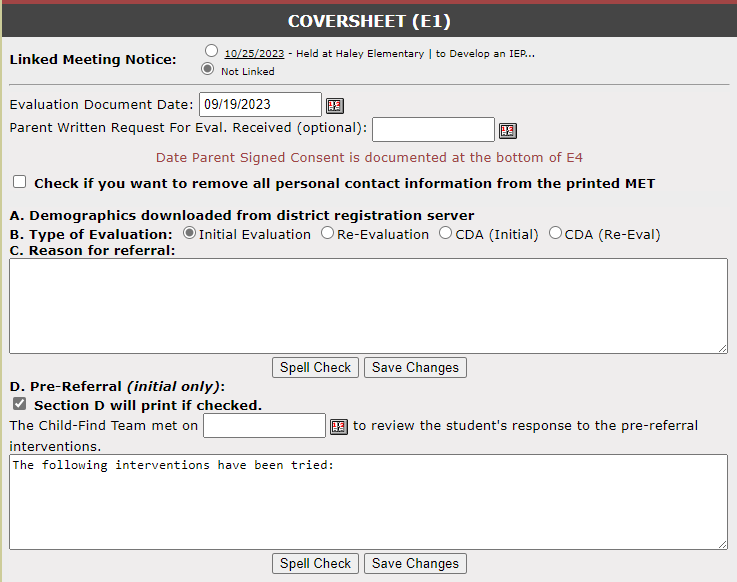 COVERSHEET (E1)
Linked Meeting Notice:
10/25/2023 - Held at Haley Elementary | to Develop an IEP...
Not Linked
Evaluation Document Date: 09/19/2023
Parent Written Request For Eval. Received (optional):
Date Parent Signed Consent is documented at the bottom of E4
Check if you want to remove all personal contact information from the printed MET
A. Demographics downloaded from district registration server
B. Type of Evaluation: Initial Evaluation Re-Evaluation CDA (Initial) CDA (Re-Eval)
C. Reason for referral:
Spell Check Save Changes
D. Pre-Referral (initial only):
Section D will print if checked.
The Child-Find Team met on to review the student's response to the pre-referral
interventions.
The following interventions have been tried:
Spell Check Save Changes